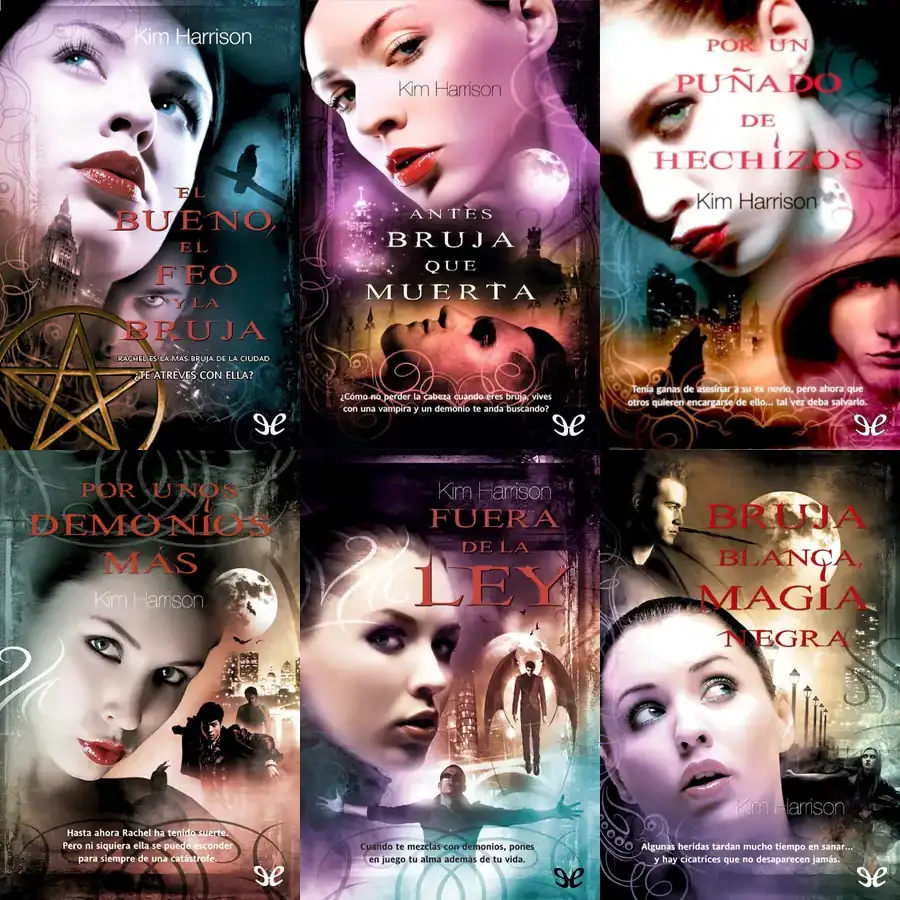 Kim Harrison
EL
BUENO,
EL
FEO
Y LA
BRUJA
RACHEL ES LA MAS BRUJA DE LA CIUDAD
¿TE ATREVES CON ELLA?
Kim Harrison
ANTES
BRUJA
QUE
MUERTA
¿Cómo no perder la cabeza cuando eres bruja, vives
con una vampira y un demonio te anda buscando?
POR UN
PUÑADO
DE
HECHIZOS
Kim Harrison
Tenía ganas de asesinar a su ex novio, pero ahora que
otros quieren encargarse de ello... tal vez deba salvarlo.
POR UNOS
DEMONIOS
MÁS
Kim Harrison
Hasta ahora Rachel ha tenido suerte.
Pero ni siquiera ella se puede esconder
para siempre de una catástrofe.
Kim Harrison
FUERA
DE LA
LEY
Cuando te mezclas con demonios, pones
en juego tu alma además de tu vida.
BRUJA
BLANCA,
MAGIA
NEGRA
Kim Harrison
Algunas heridas tardan mucho tiempo en sanar...
y hay cicatrices que no desaparecen jamás.